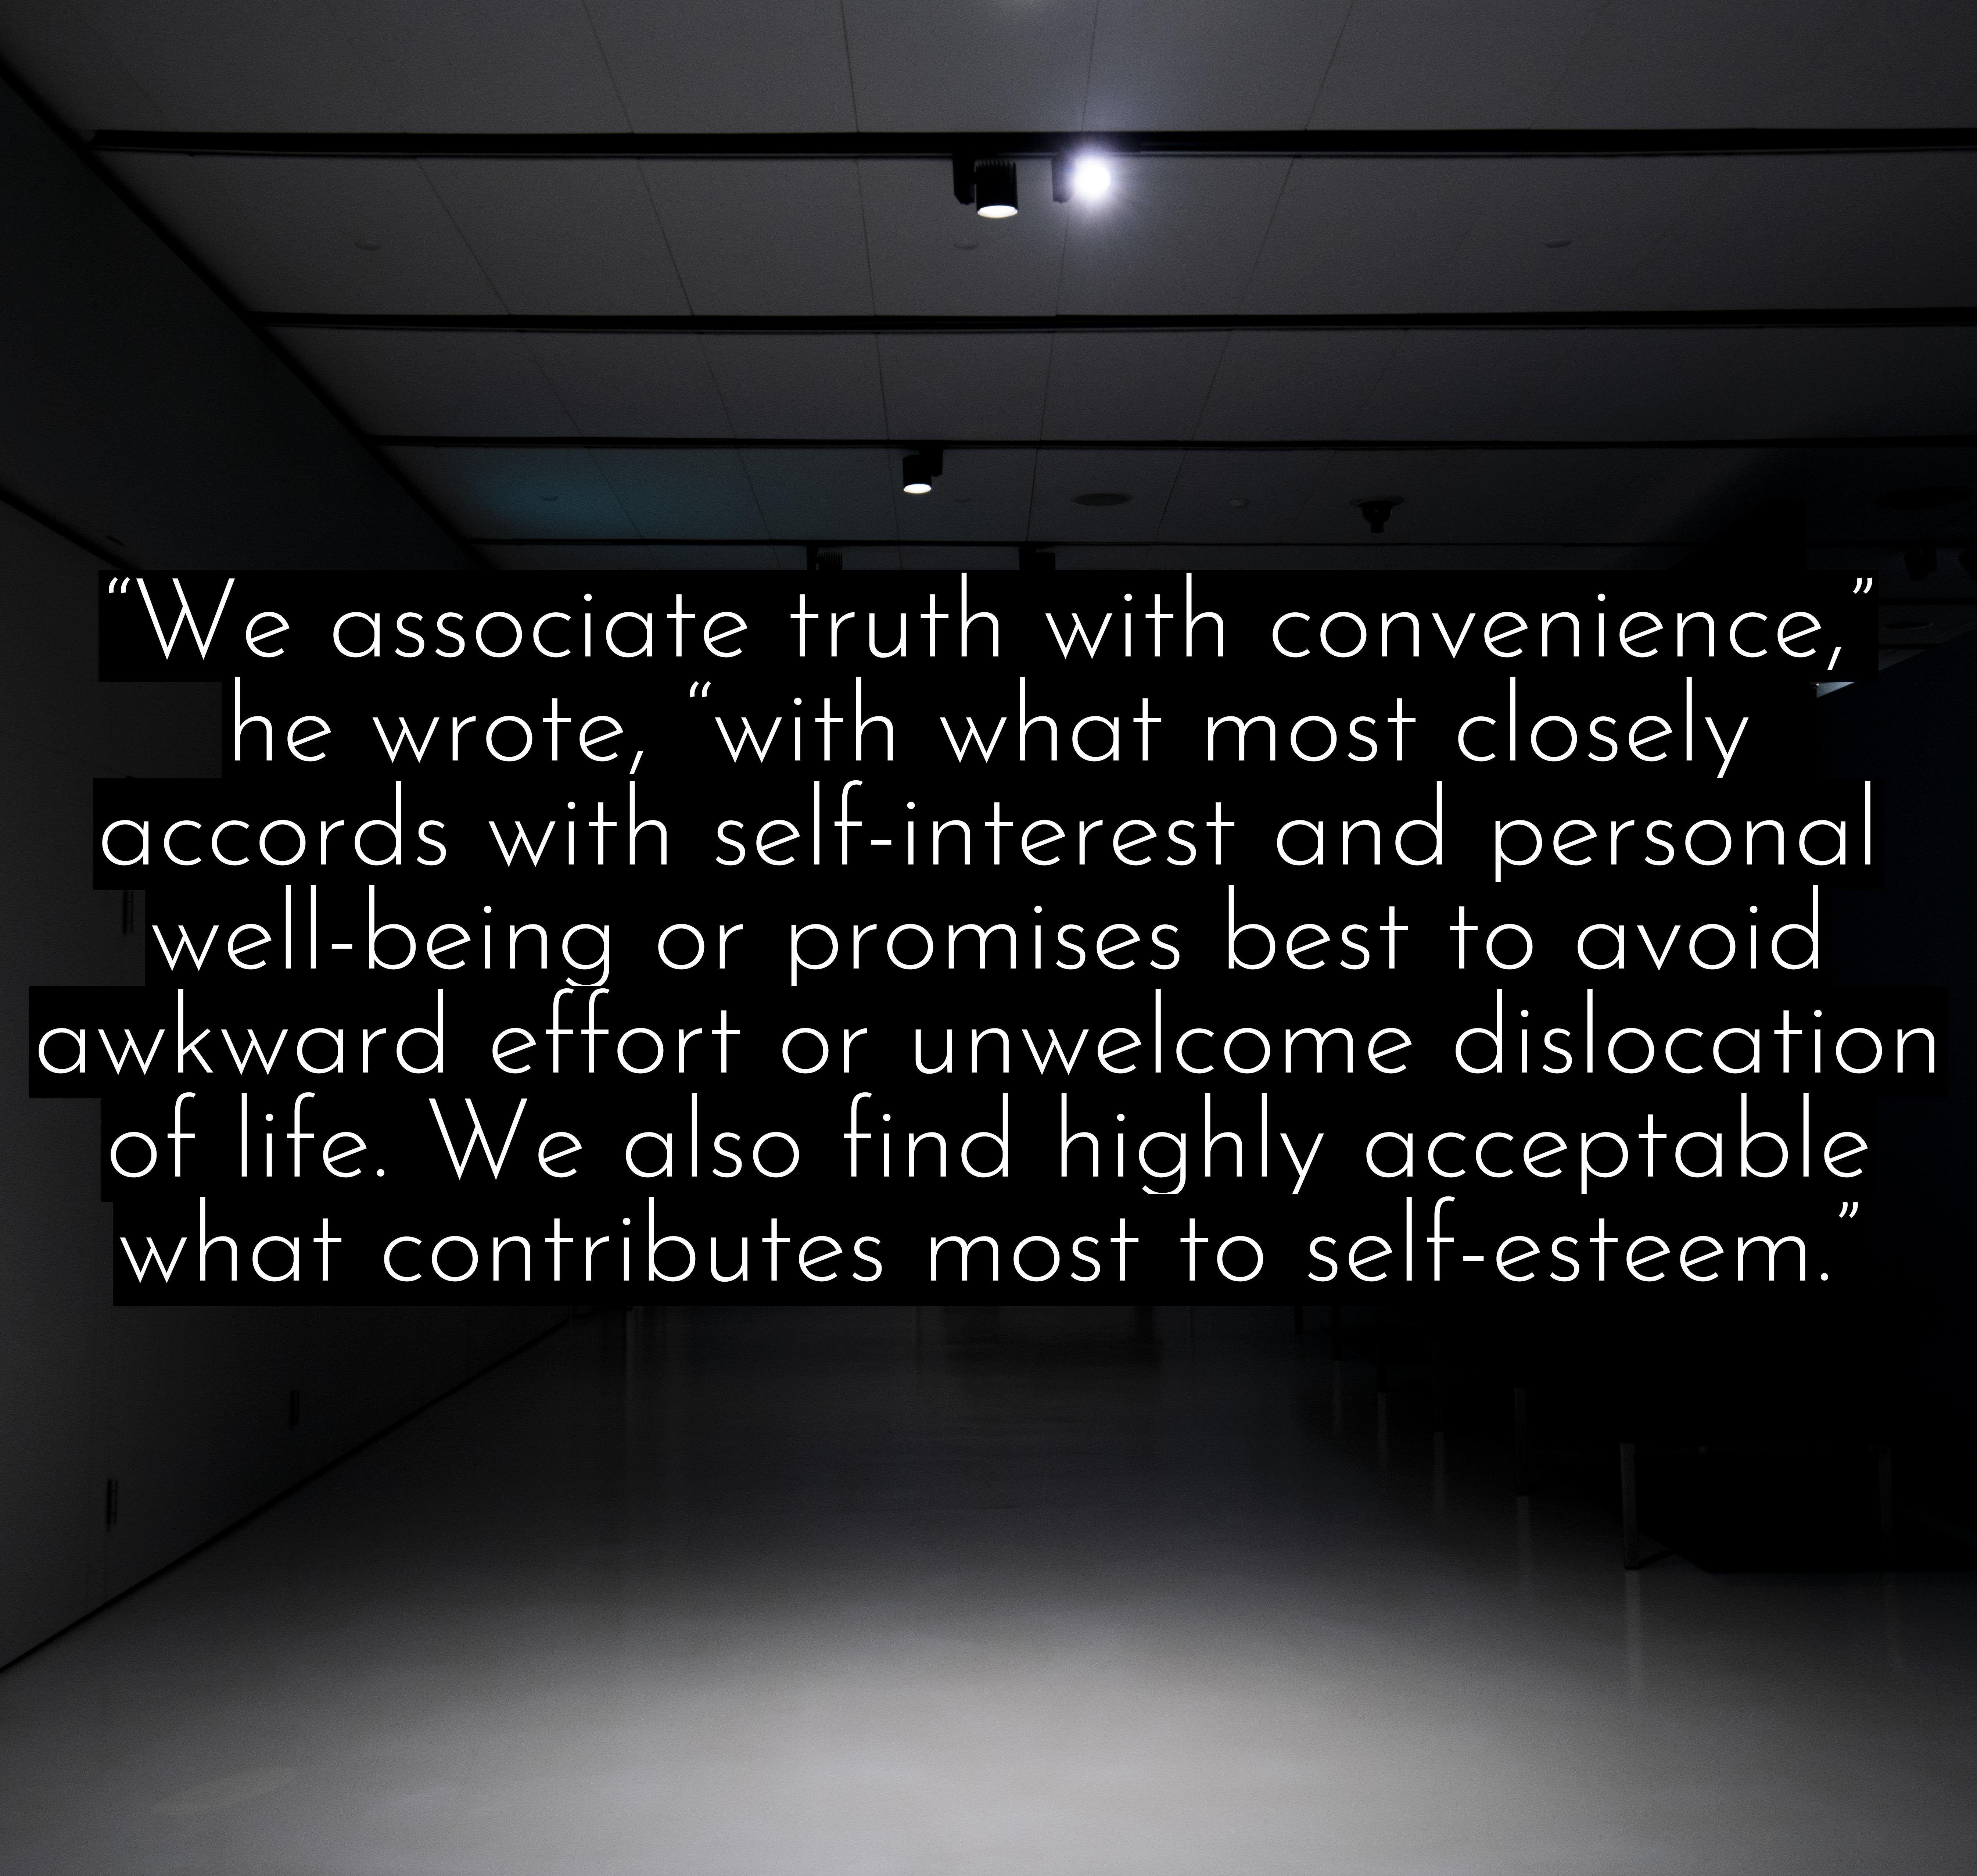 “We associate truth with convenience,”
he wrote, “with what most closely
accords with self-interest and personal
well-being or promises best to avoid
awkward effort or unwelcome dislocation
of life. We also find highly acceptable
what contributes most to self-esteem.”